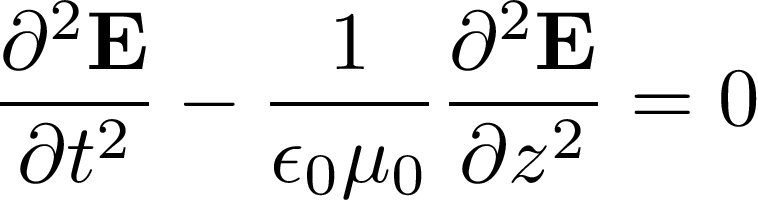 ∂²𝐄/∂t² − 1/(ϵ₀μ₀) ∂²𝐄/∂z² = 0